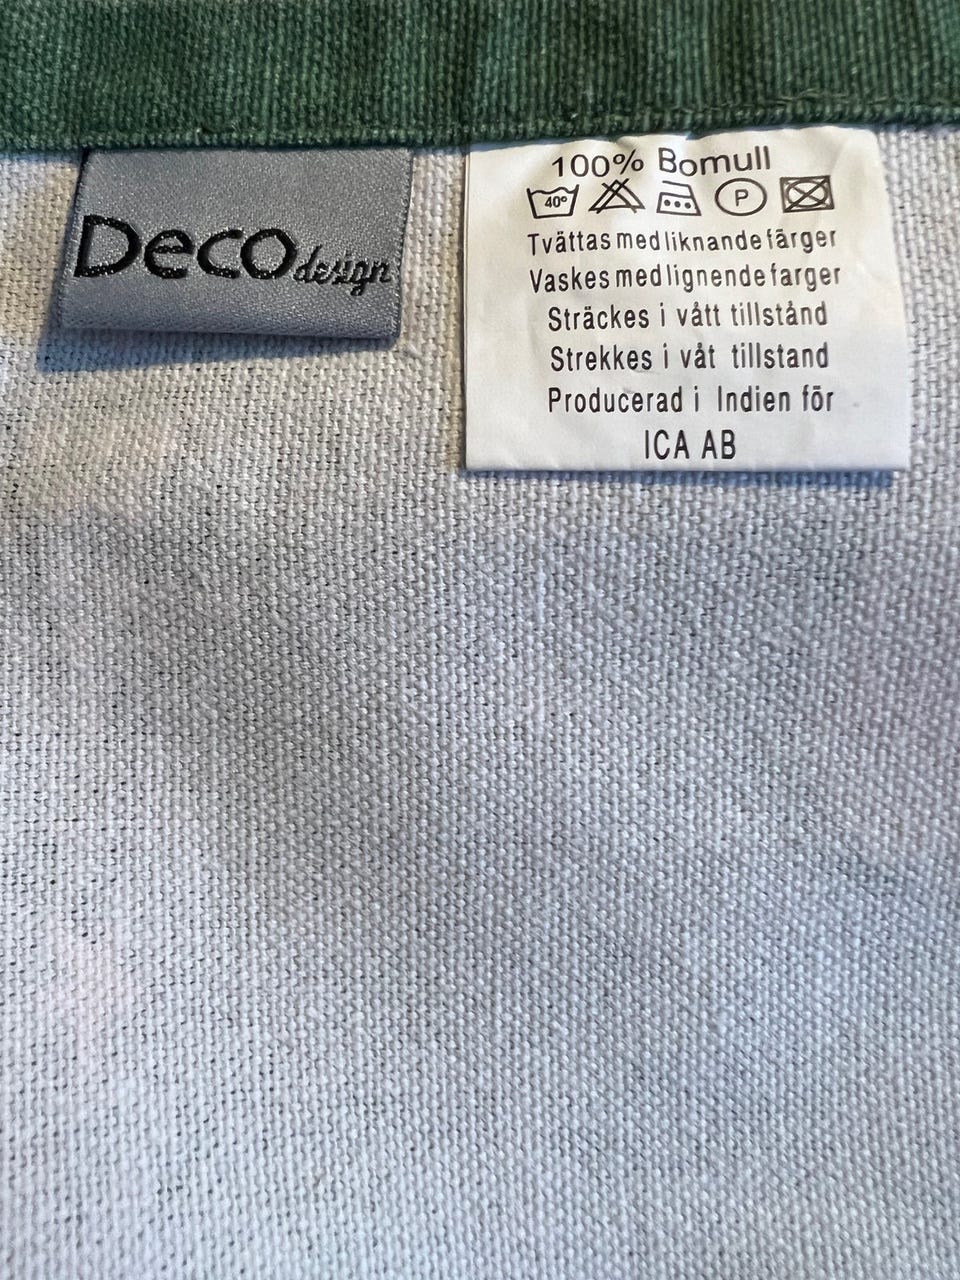 Deco design
100% Bomull
40° P
Tvättas med liknande färger
Vaskes med lignende farger
Sträckes i vått tillstånd
Strekkes i våt tillstand
Producerad i Indien för
ICA AB